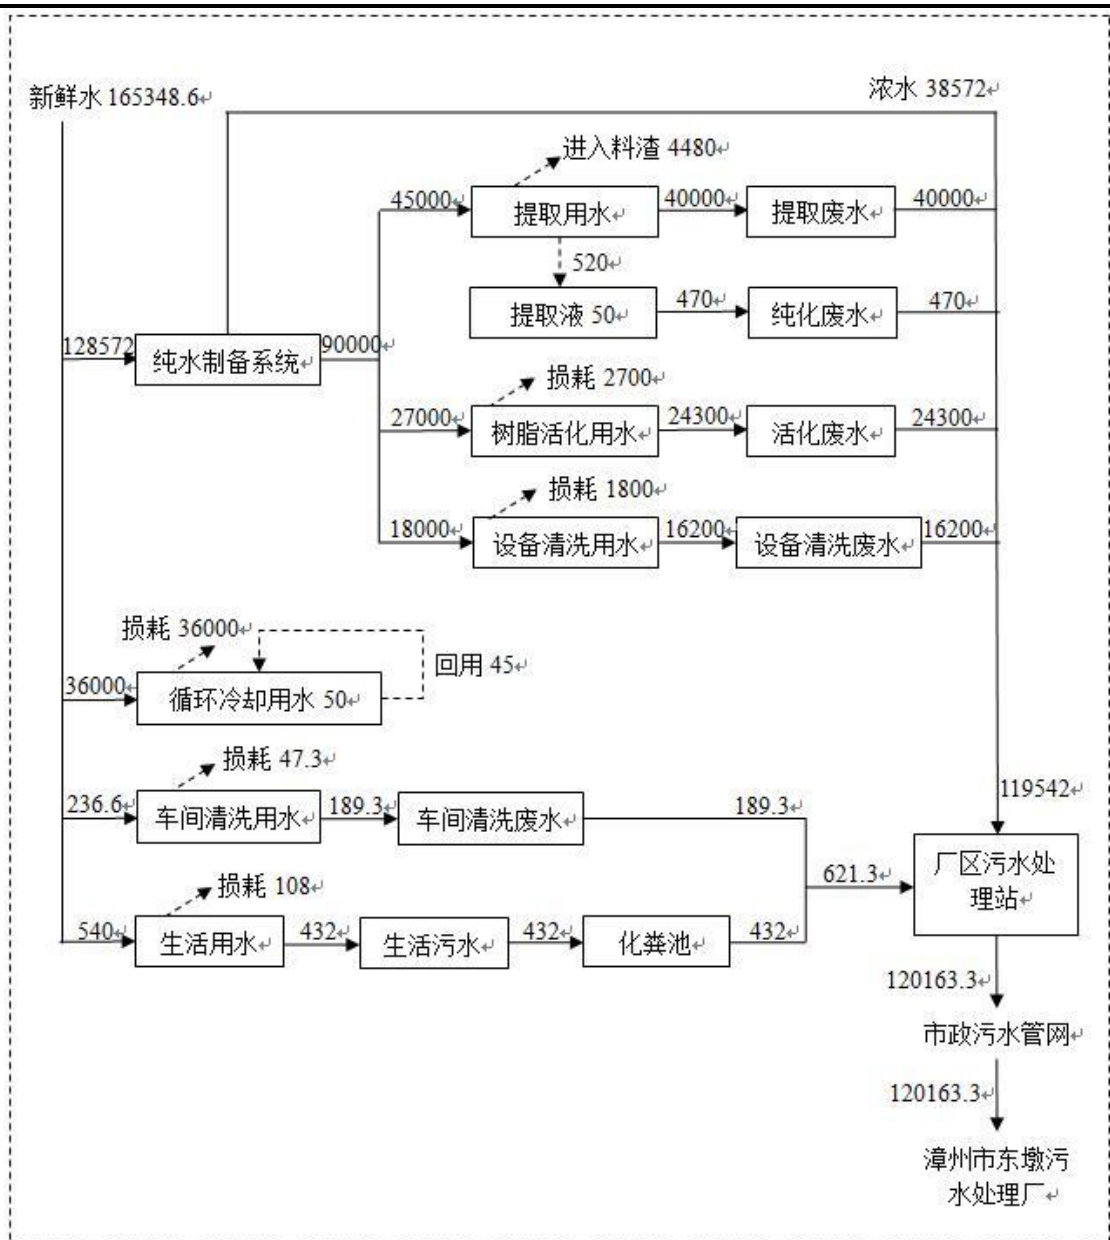 新鲜水 165348.6↵
浓水 38572↵
进入料渣 4480↵
45000↵
提取用水↵
40000↵
提取废水↵
40000↵
520↵
提取液 50↵
470↵
纯化废水↵
470↵
128572
纯水制备系统↵
90000↵
损耗 2700↵
27000↵
树脂活化用水↵
24300↵
活化废水↵
24300↵
损耗 1800↵
18000↵
设备清洗用水↵
16200↵
设备清洗废水↵
16200↵
损耗 36000↵
回用 45↵
36000↵
循环冷却用水 50↵
损耗 47.3↵
236.6↵
车间清洗用水↵
189.3↵
车间清洗废水↵
189.3↵
119542↵
厂区污水处
理站↵
621.3↵
损耗 108↵
540↵
生活用水↵
432↵
生活污水↵
432↵
化粪池↵
432↵
120163.3↵
市政污水管网↵
120163.3↵
漳州市东墩污
水处理厂↵